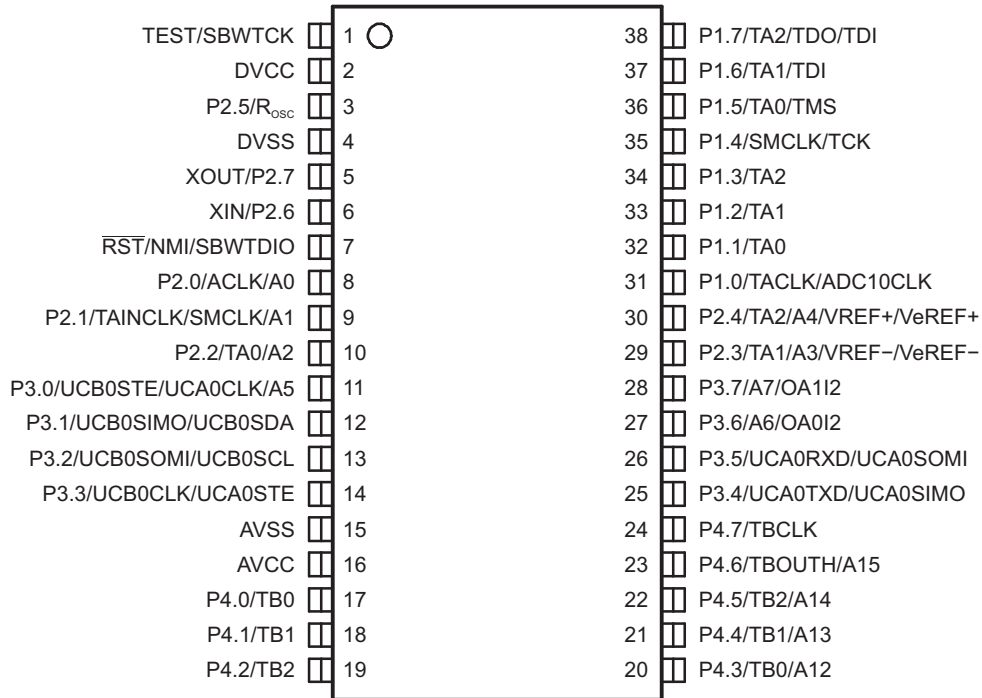 TEST/SBWTCK 1 38 P1.7/TA2/TDO/TDI
DVCC 2 37 P1.6/TA1/TDI
P2.5/ROSC 3 36 P1.5/TA0/TMS
DVSS 4 35 P1.4/SMCLK/TCK
XOUT/P2.7 5 34 P1.3/TA2
XIN/P2.6 6 33 P1.2/TA1
RST/NMI/SBWTDIO 7 32 P1.1/TA0
P2.0/ACLK/A0 8 31 P1.0/TACLK/ADC10CLK
P2.1/TAINCLK/SMCLK/A1 9 30 P2.4/TA2/A4/VREF+/VeREF+
P2.2/TA0/A2 10 29 P2.3/TA1/A3/VREF−/VeREF−
P3.0/UCB0STE/UCA0CLK/A5 11 28 P3.7/A7/OA1I2
P3.1/UCB0SIMO/UCB0SDA 12 27 P3.6/A6/OA0I2
P3.2/UCB0SOMI/UCB0SCL 13 26 P3.5/UCA0RXD/UCA0SOMI
P3.3/UCB0CLK/UCA0STE 14 25 P3.4/UCA0TXD/UCA0SIMO
AVSS 15 24 P4.7/TBCLK
AVCC 16 23 P4.6/TBOUTH/A15
P4.0/TB0 17 22 P4.5/TB2/A14
P4.1/TB1 18 21 P4.4/TB1/A13
P4.2/TB2 19 20 P4.3/TB0/A12